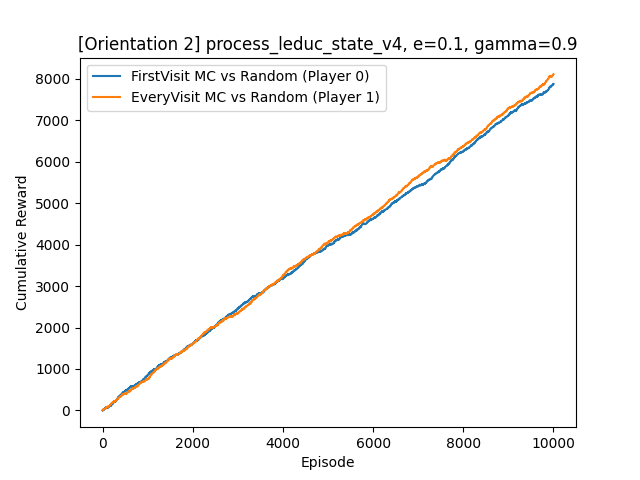 [Orientation 2] process_leduc_state_v4, e=0.1, gamma=0.9
FirstVisit MC vs Random (Player 0)
EveryVisit MC vs Random (Player 1)
8000
7000
6000
5000
4000
3000
2000
1000
0
Cumulative Reward
0 2000 4000 6000 8000 10000
Episode